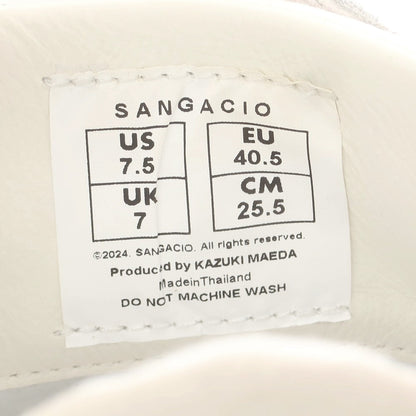 SANGACIO
US EU
7.5 40.5
UK CM
7 25.5
©2024. SANGACIO. All rights reserved.
Produced by KAZUKI MAEDA
MadeinThailand
DO NOT MACHINE WASH